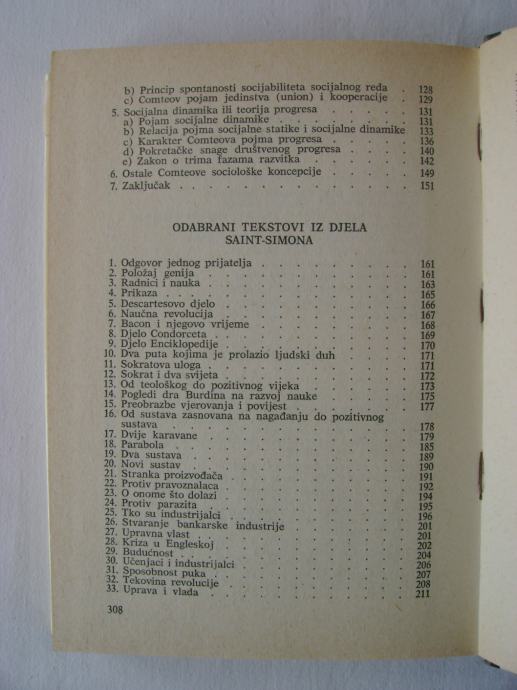 b) Princip spontanosti socijabiliteta socijalnog reda . 128
c) Comteov pojam jedinstva (union) i kooperacije . . 129
5. Socijalna dinamika ili teorija progresa . . . . . 131
a) Pojam socijalne dinamike . . . . . . . 131
b) Relacija pojma socijalne statike i socijalne dinamike 133
c) Karakter Comteova pojma progresa . . . . . 136
d) Pokretačke snage društvenog progresa . . . . 140
e) Zakon o trima fazama razvitka . . . . . . 142
6. Ostale Comteove sociološke koncepcije . . . . . 149
7. Zaključak . . . . . . . . . . . . 151
ODABRANI TEKSTOVI IZ DJELA
SAINT-SIMONA
1. Odgovor jednog prijatelja . . . . . . . . 161
2. Položaj genija . . . . . . . . . . . 161
3. Radnici i nauka . . . . . . . . . . 163
4. Prikaza . . . . . . . . . . . . . 165
5. Descartesovo djelo . . . . . . . . . 166
6. Naučna revolucija . . . . . . . . . . 167
7. Bacon i njegovo vrijeme . . . . . . . . 168
8. Djelo Condorceta . . . . . . . . . . 169
9. Djelo Enciklopedije . . . . . . . . . 170
10. Dva puta kojima je prolazio ljudski duh . . . . 171
11. Sokratova uloga . . . . . . . . . . 171
12. Sokrat i dva svijeta . . . . . . . . . 172
13. Od teološkog do pozitivnog vijeka . . . . . 173
14. Pogledi dra Burdina na razvoj nauke . . . . . 175
15. Preobrazbe vjerovanja i povijest . . . . . . 177
16. Od sustava zasnovana na nagađanju do pozitivnog
sustava . . . . . . . . . . . . . 178
17. Dvije karavane . . . . . . . . . . . 179
18. Parabola . . . . . . . . . . . . . 185
19. Dva sustava . . . . . . . . . . . . 189
20. Novi sustav . . . . . . . . . . . . 190
21. Stranka proizvođača . . . . . . . . . 191
22. Protiv pravoznalaca . . . . . . . . . 192
23. O onome što dolazi . . . . . . . . . 194
24. Protiv parazita . . . . . . . . . . . 195
25. Tko su industrijalci . . . . . . . . . 196
26. Stvaranje bankarske industrije . . . . . . 201
27. Upravna vlast . . . . . . . . . . . 201
28. Kriza u Engleskoj . . . . . . . . . . 202
29. Budućnost . . . . . . . . . . . . 204
30. Učenjaci i industrijalci . . . . . . . . 206
31. Sposobnost puka . . . . . . . . . . 207
32. Tekovina revolucije . . . . . . . . . 208
33. Uprava i vlada . . . . . . . . . . . 211
308